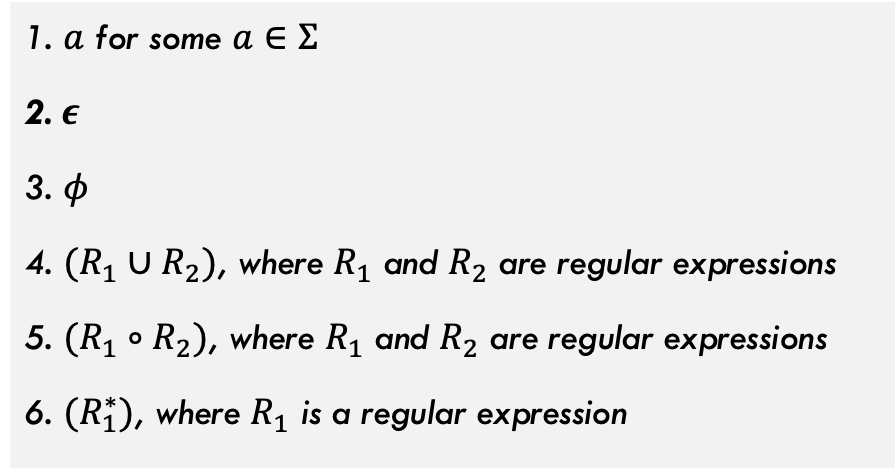 1. a for some a ∈ Σ
2. ϵ
3. ϕ
4. (R₁ ∪ R₂), where R₁ and R₂ are regular expressions
5. (R₁ ∘ R₂), where R₁ and R₂ are regular expressions
6. (R₁*), where R₁ is a regular expression